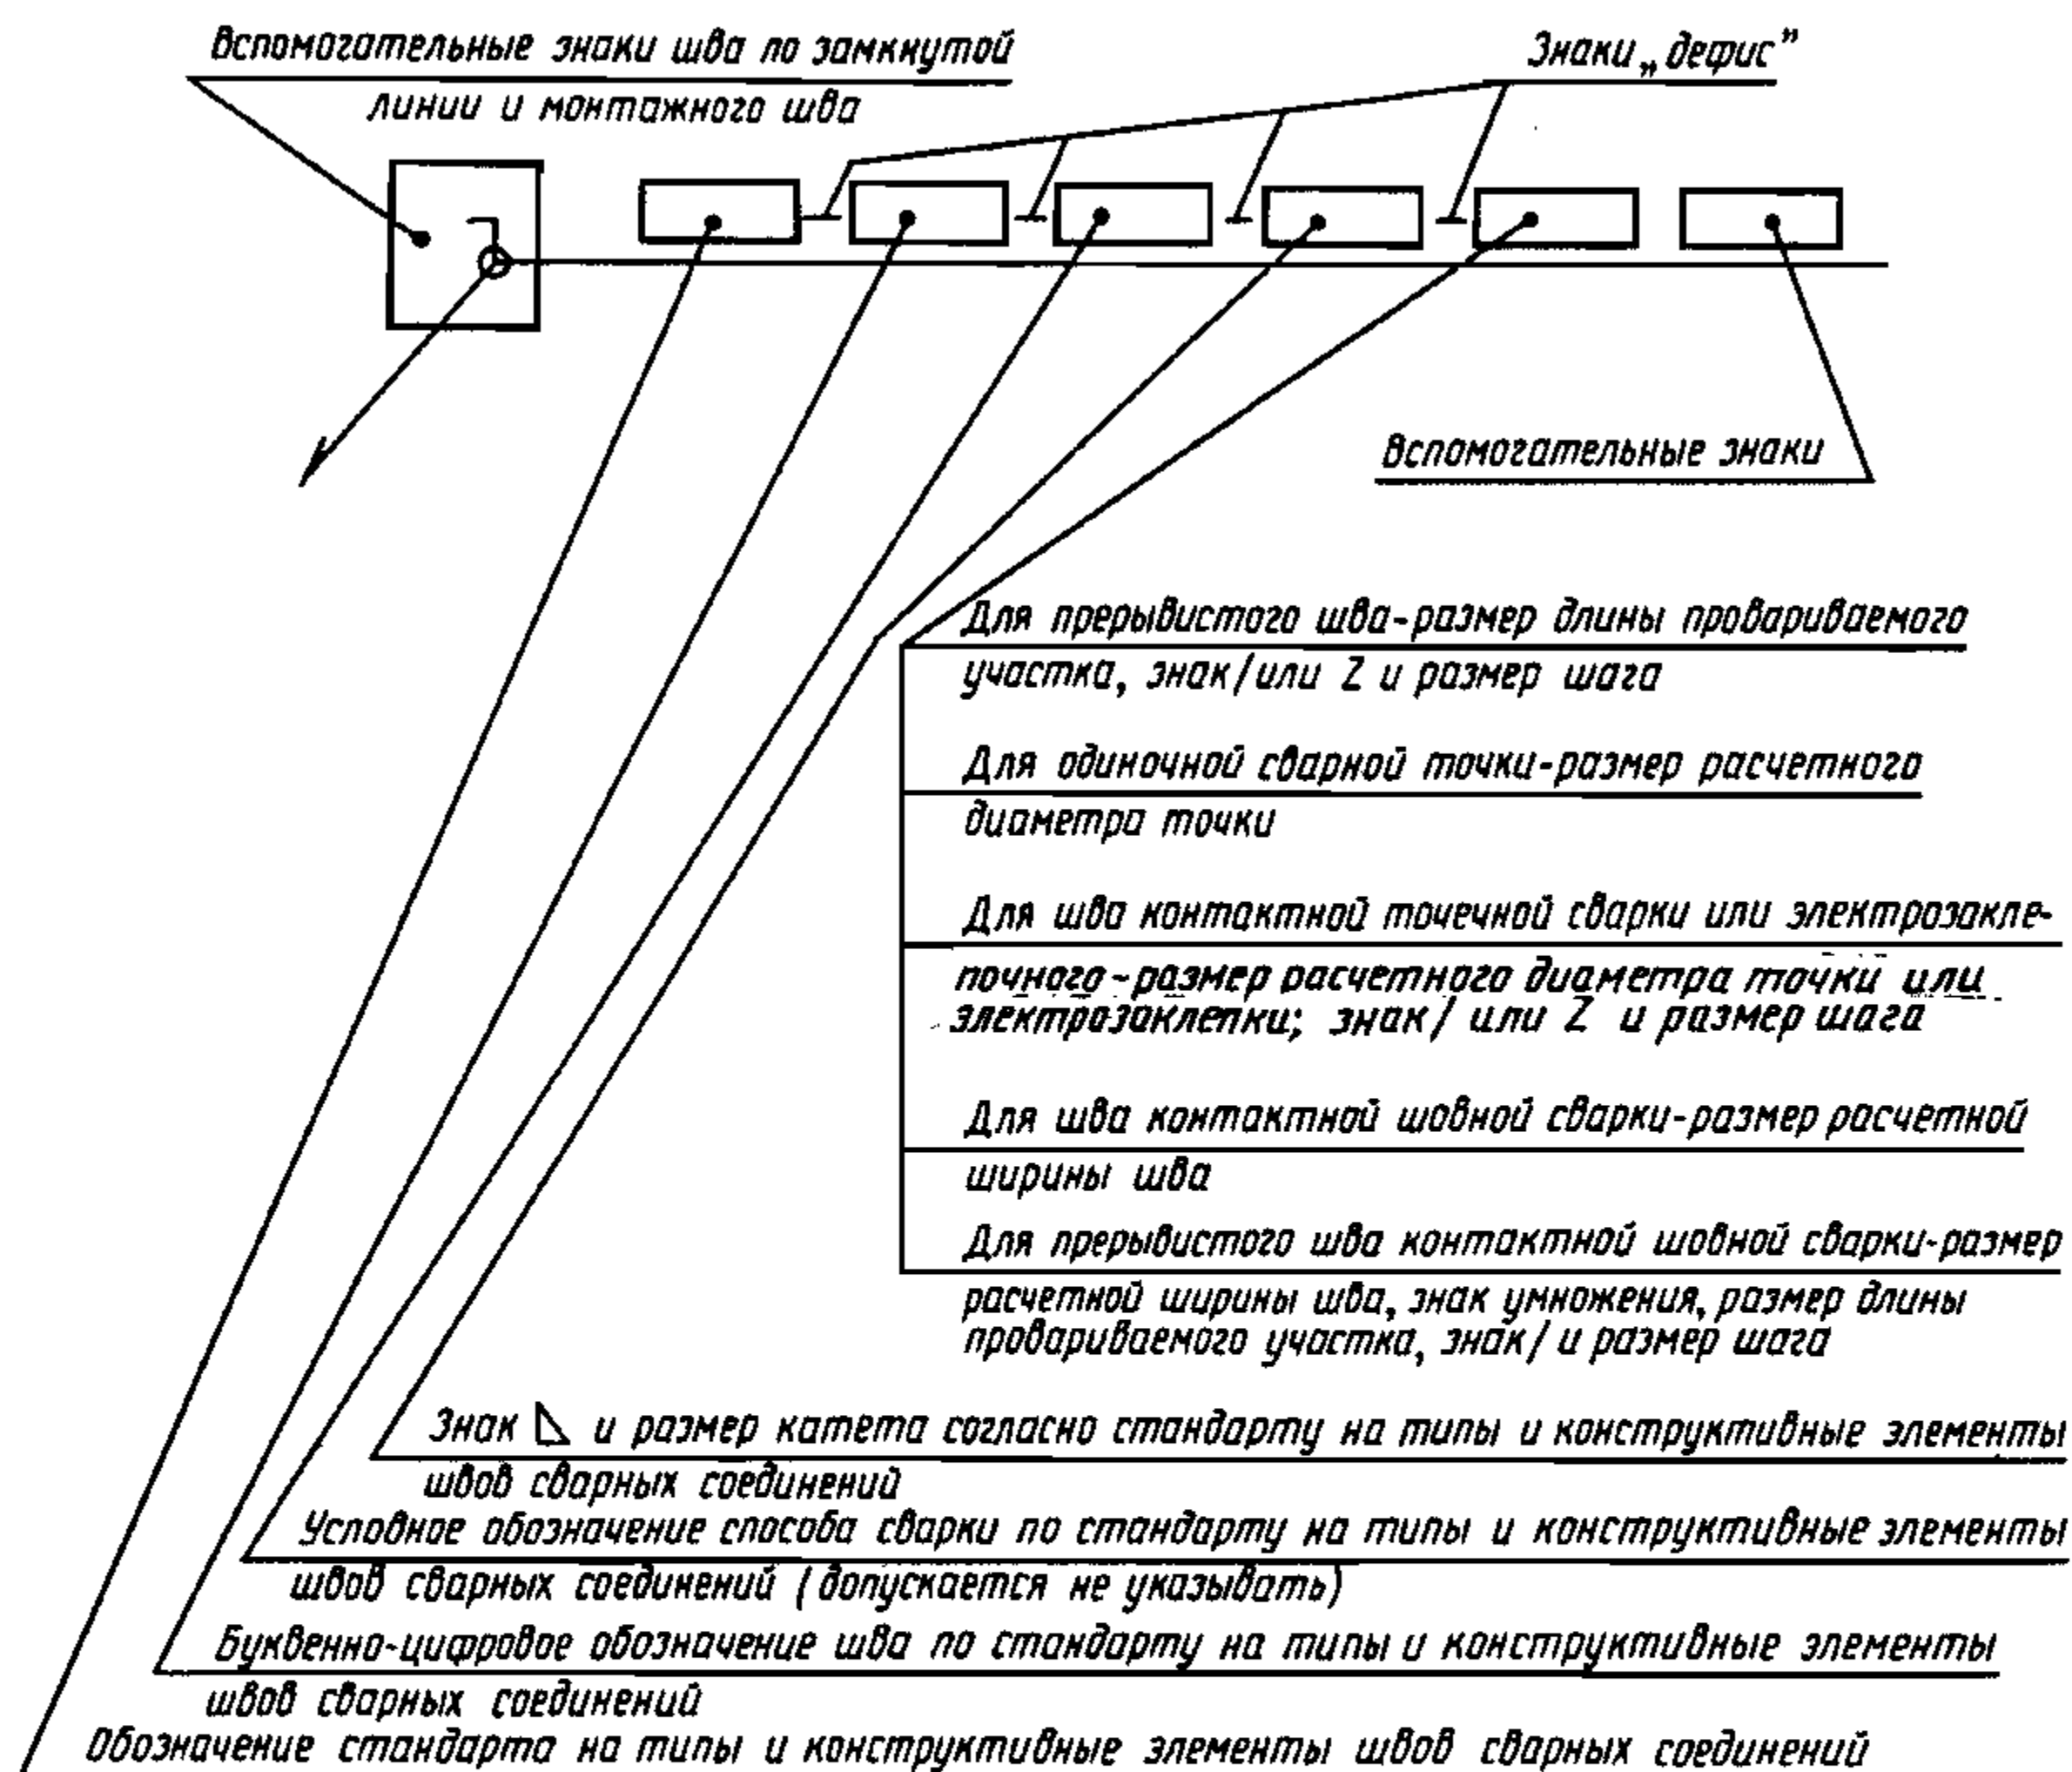 Вспомогательные знаки шва по замкнутой
линии и монтажного шва
Знаки „дефис”
Вспомогательные знаки
Для прерывистого шва-размер длины провариваемого
участка, знак/или Z и размер шага
Для одиночной сварной точки-размер расчетного
диаметра точки
Для шва контактной точечной сварки или электрозакле-
почного-размер расчетного диаметра точки или
электрозаклепки; знак/ или Z и размер шага
Для шва контактной шовной сварки-размер расчетной
ширины шва
Для прерывистого шва контактной шовной сварки-размер
расчетной ширины шва, знак умножения, размер длины
провариваемого участка, знак/ и размер шага
Знак и размер катета согласно стандарту на типы и конструктивные элементы
швов сварных соединений
Условное обозначение способа сварки по стандарту на типы и конструктивные элементы
швов сварных соединений (допускается не указывать)
Буквенно-цифровое обозначение шва по стандарту на типы и конструктивные элементы
швов сварных соединений
Обозначение стандарта на типы и конструктивные элементы швов сварных соединений